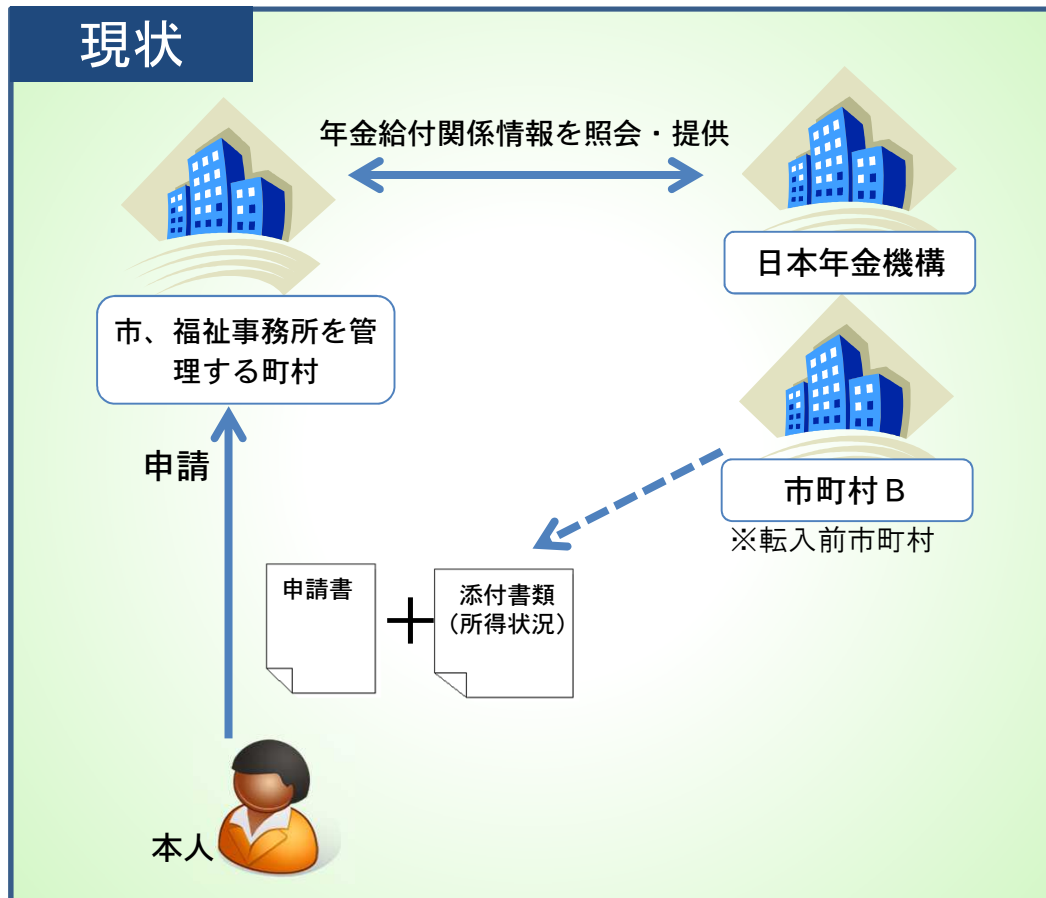 現状
年金給付関係情報を照会・提供
日本年金機構
市、福祉事務所を管
理する町村
市町村B
※転入前市町村
申請
申請書
添付書類
(所得状況)
本人